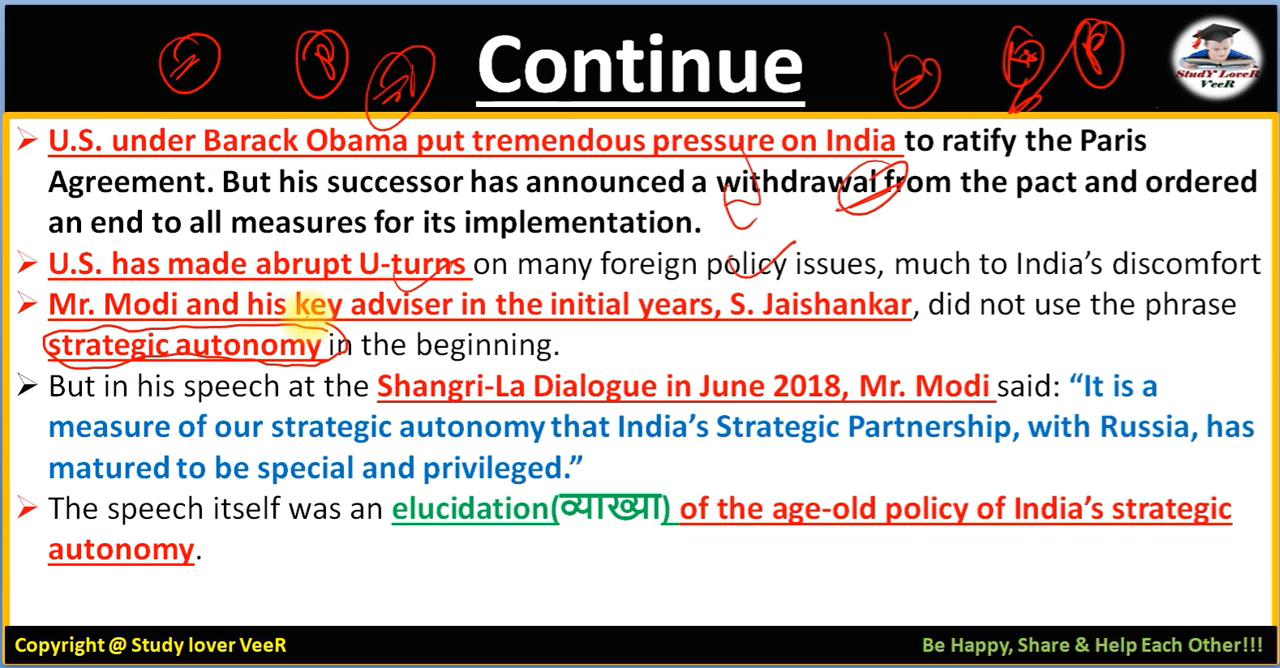 Continue
StudY LoveR
VeeR
➢ U.S. under Barack Obama put tremendous pressure on India to ratify the Paris
Agreement. But his successor has announced a withdrawal from the pact and ordered
an end to all measures for its implementation.
➢ U.S. has made abrupt U-turns on many foreign policy issues, much to India’s discomfort
➢ Mr. Modi and his key adviser in the initial years, S. Jaishankar, did not use the phrase
strategic autonomy in the beginning.
➢ But in his speech at the Shangri-La Dialogue in June 2018, Mr. Modi said: “It is a
measure of our strategic autonomy that India’s Strategic Partnership, with Russia, has
matured to be special and privileged.”
➢ The speech itself was an elucidation(व्याख्या) of the age-old policy of India’s strategic
autonomy.
Copyright @ Study lover VeeR
Be Happy, Share & Help Each Other!!!